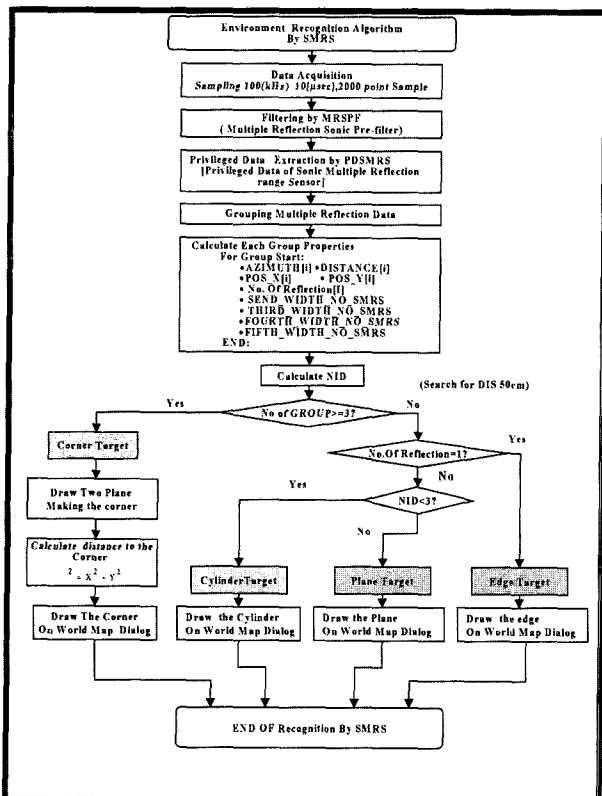 Environment Recognition Algorithm
By SMRS
Data Acquisition
Sampling 100(kHz) 10[μsec),2000 point Sample
Filtering by MRSPF
( Multiple Reflection Sonic Pre-filter)
Privileged Data Extraction by PDSMRS
[Privileged Data of Sonic Multiple Reflection
range Sensor]
Grouping Multiple Reflection Data
Calculate Each Group Properties
For Group Start:
•AZIMUTH[i] •DISTANCE[i]
•POS_X[i] •POS_Y[i]
•No. Of Reflection[I]
•SEND_WIDTH_NO_SMRS
•THIRD_WIDTH_NO_SMRS
•FOURTH_WIDTH_NO_SMRS
•FIFTH_WIDTH_NO_SMRS
END:
Calculate NID
(Search for DIS 50cm)
Yes
No of GROUP>=3?
No
Corner Target
No.Of Reflection=1?
Yes
No
Draw Two Plane
Making the corner
Yes
NID<3?
No
Calculate distance to the
Corner
2 = X2 - Y2
CylinderTarget
Plane Target
Edge Target
Draw The Corner
On World Map Dialog
Draw the Cylinder
On World Map Dialog
Draw the Plane
On World Map Dialog
Draw the edge
On World Map Dialog
END OF Recognition By SMRS